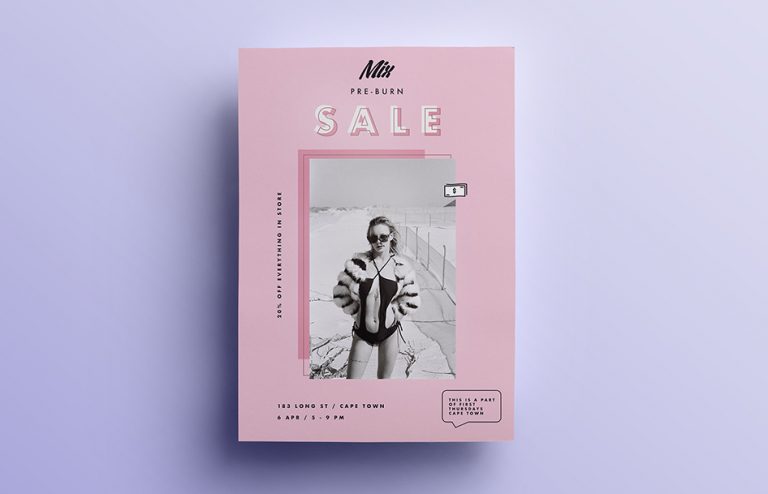 Mix
PRE-BURN
SALE
$
20% OFF EVERYTHING IN STORE
183 LONG ST / CAPE TOWN
6 APR / 5 - 9 PM
THIS IS A PART
OF FIRST
THURSDAYS
CAPE TOWN